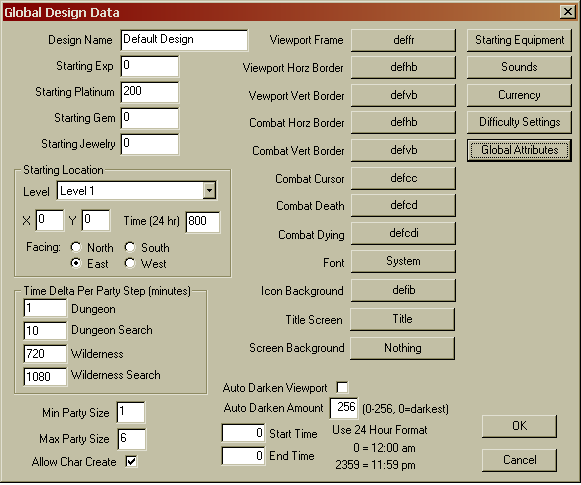 Global Design Data
Design Name Default Design
Starting Exp 0
Starting Platinum 200
Starting Gem 0
Starting Jewelry 0
Starting Location
Level Level 1
X 0 Y 0 Time (24 hr) 800
Facing: North South
East West
Time Delta Per Party Step (minutes)
1 Dungeon
10 Dungeon Search
720 Wilderness
1080 Wilderness Search
Min Party Size 1
Max Party Size 6
Allow Char Create
Viewport Frame deffr
Viewport Horz Border defhb
Vewport Vert Border defvb
Combat Horz Border defhb
Combat Vert Border defvb
Combat Cursor defcc
Combat Death defcd
Combat Dying defcdi
Font System
Icon Background defib
Title Screen Title
Screen Background Nothing
Auto Darken Viewport
Auto Darken Amount 256 (0-256, 0=darkest)
0 Start Time Use 24 Hour Format
0 = 12:00 am
0 End Time 2359 = 11:59 pm
Starting Equipment
Sounds
Currency
Difficulty Settings
Global Attributes
OK
Cancel